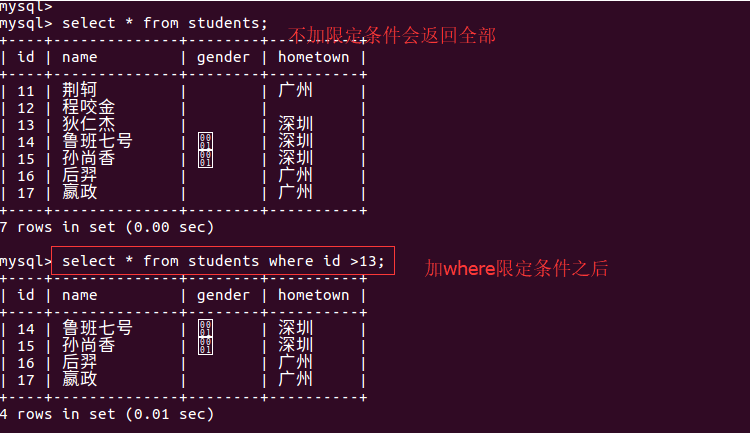 mysql>
mysql> select * from students;
不加限定条件会返回全部
+----+--------------+--------+----------+
| id | name         | gender | hometown |
+----+--------------+--------+----------+
| 11 | 荆轲         |        | 广州     |
| 12 | 程咬金       |        |          |
| 13 | 狄仁杰       |        | 深圳     |
| 14 | 鲁班七号     | 0001   | 深圳     |
| 15 | 孙尚香       | 0001   | 深圳     |
| 16 | 后羿         |        | 广州     |
| 17 | 嬴政         |        | 广州     |
+----+--------------+--------+----------+
7 rows in set (0.00 sec)
mysql> select * from students where id >13;
加where限定条件之后
+----+--------------+--------+----------+
| id | name         | gender | hometown |
+----+--------------+--------+----------+
| 14 | 鲁班七号     | 0001   | 深圳     |
| 15 | 孙尚香       | 0001   | 深圳     |
| 16 | 后羿         |        | 广州     |
| 17 | 嬴政         |        | 广州     |
+----+--------------+--------+----------+
4 rows in set (0.01 sec)